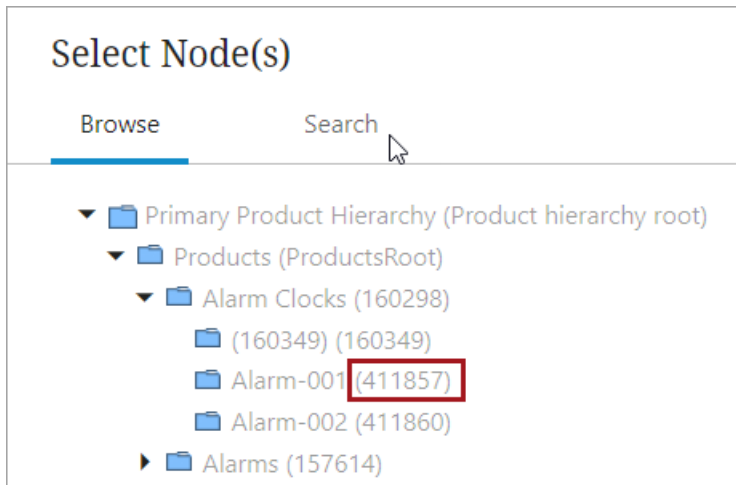 Select Node(s)
Browse Search
Primary Product Hierarchy (Product hierarchy root)
Products (ProductsRoot)
Alarm Clocks (160298)
(160349) (160349)
Alarm-001 (411857)
Alarm-002 (411860)
Alarms (157614)